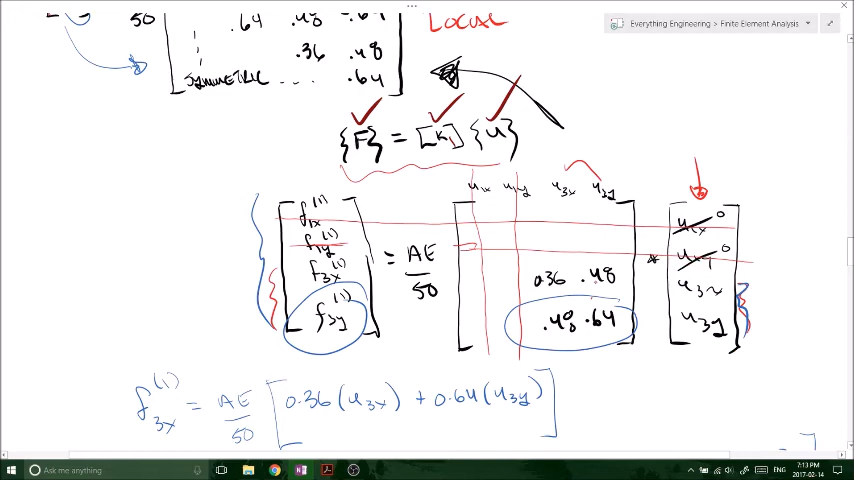 50 .64 .48 -.64
LOCAL
.36 .48
SYMMETRIC ... .64
Everything Engineering > Finite Element Analysis
{F} = [K1] {u}
u1x u1y u3x u3y
f1x(1) u1x 0
f1y(1) = AE/50 * u1y 0
f3x(1) 0.36 .48 u3x
f3y(1) .48 .64 u3y
f3x(1) = AE/50 [0.36(u3x) + 0.64(u3y)]
Ask me anything
ENG
7:13 PM
2017-02-14